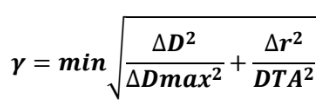 γ = min √(ΔD²/ΔDmax² + Δr²/DTA²)